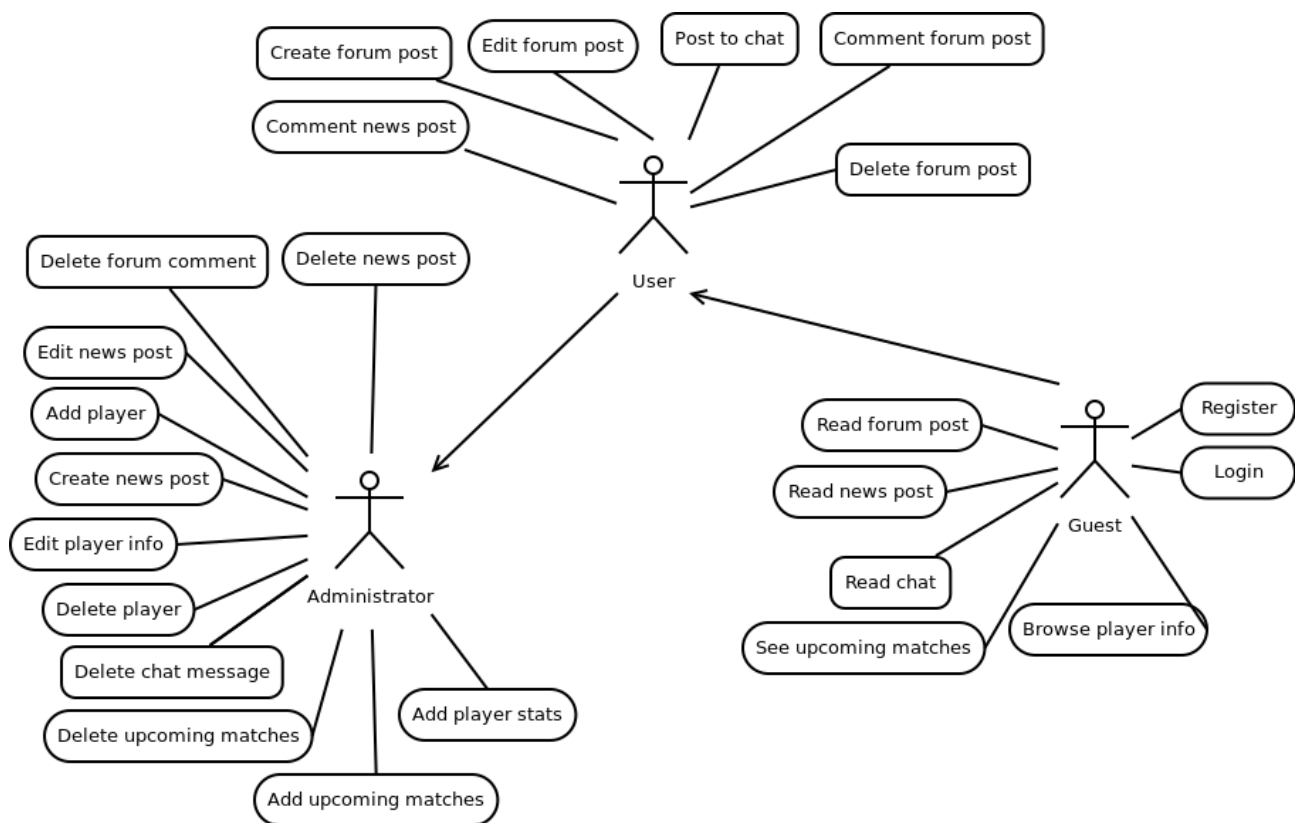 Create forum post
Edit forum post
Post to chat
Comment forum post
Comment news post
Delete forum post
User
Delete forum comment
Delete news post
Edit news post
Add player
Create news post
Edit player info
Delete player
Administrator
Delete chat message
Delete upcoming matches
Add player stats
Add upcoming matches
Read forum post
Register
Read news post
Login
Guest
Read chat
See upcoming matches
Browse player info